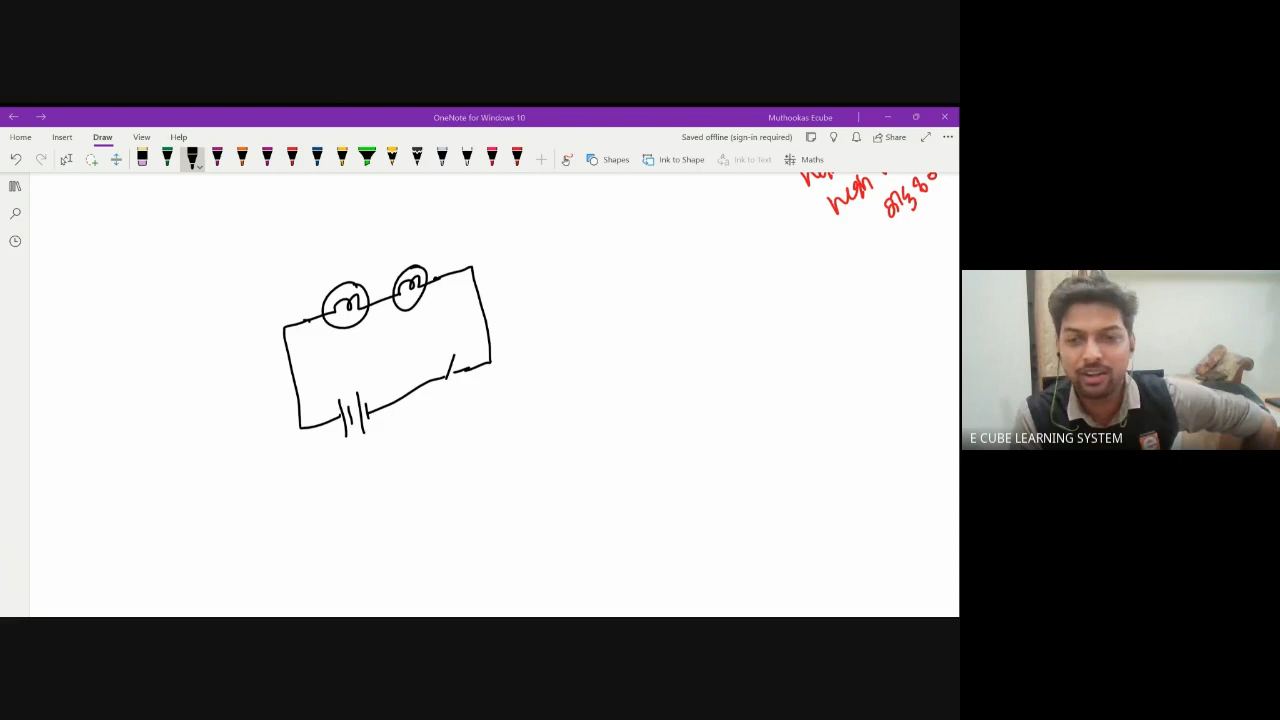 OneNote for Windows 10
Muthookas Ecube
Home Insert Draw View Help
Saved offline (sign-in required)
Share
Shapes
Ink to Shape
Ink to Text
Maths
E CUBE LEARNING SYSTEM